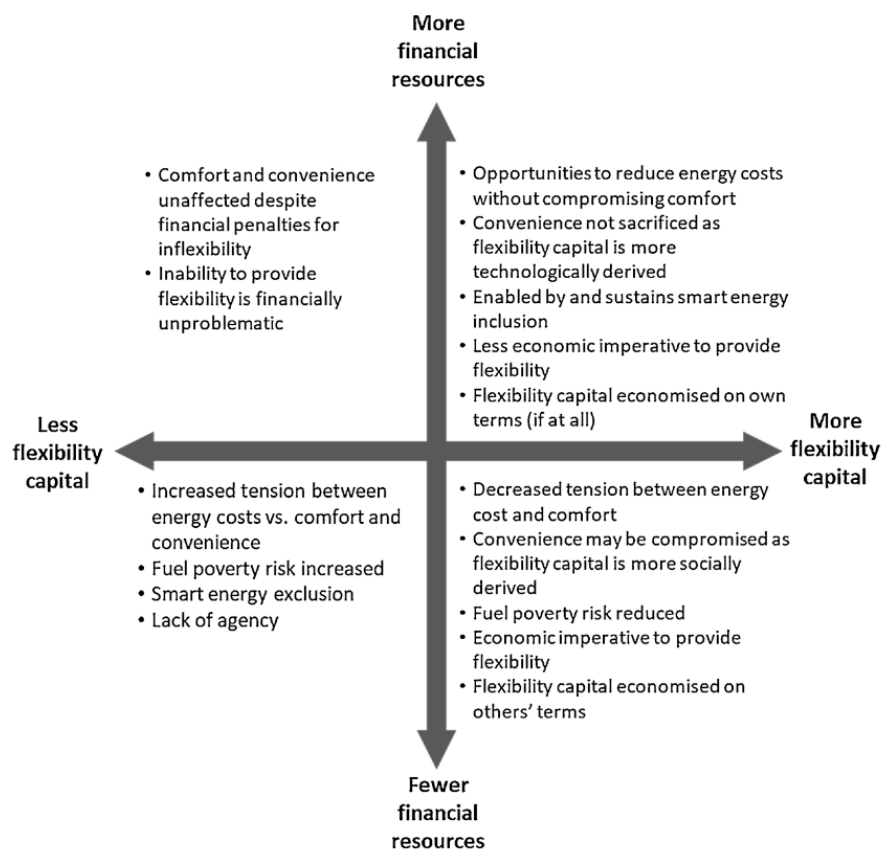 More
financial
resources
• Comfort and convenience
unaffected despite
financial penalties for
inflexibility
• Inability to provide
flexibility is financially
unproblematic
• Opportunities to reduce energy costs
without compromising comfort
• Convenience not sacrificed as
flexibility capital is more
technologically derived
• Enabled by and sustains smart energy
inclusion
• Less economic imperative to provide
flexibility
• Flexibility capital economised on own
terms (if at all)
Less
flexibility
capital
More
flexibility
capital
• Increased tension between
energy costs vs. comfort and
convenience
• Fuel poverty risk increased
• Smart energy exclusion
• Lack of agency
• Decreased tension between energy
cost and comfort
• Convenience may be compromised as
flexibility capital is more socially
derived
• Fuel poverty risk reduced
• Economic imperative to provide
flexibility
• Flexibility capital economised on
others’ terms
Fewer
financial
resources